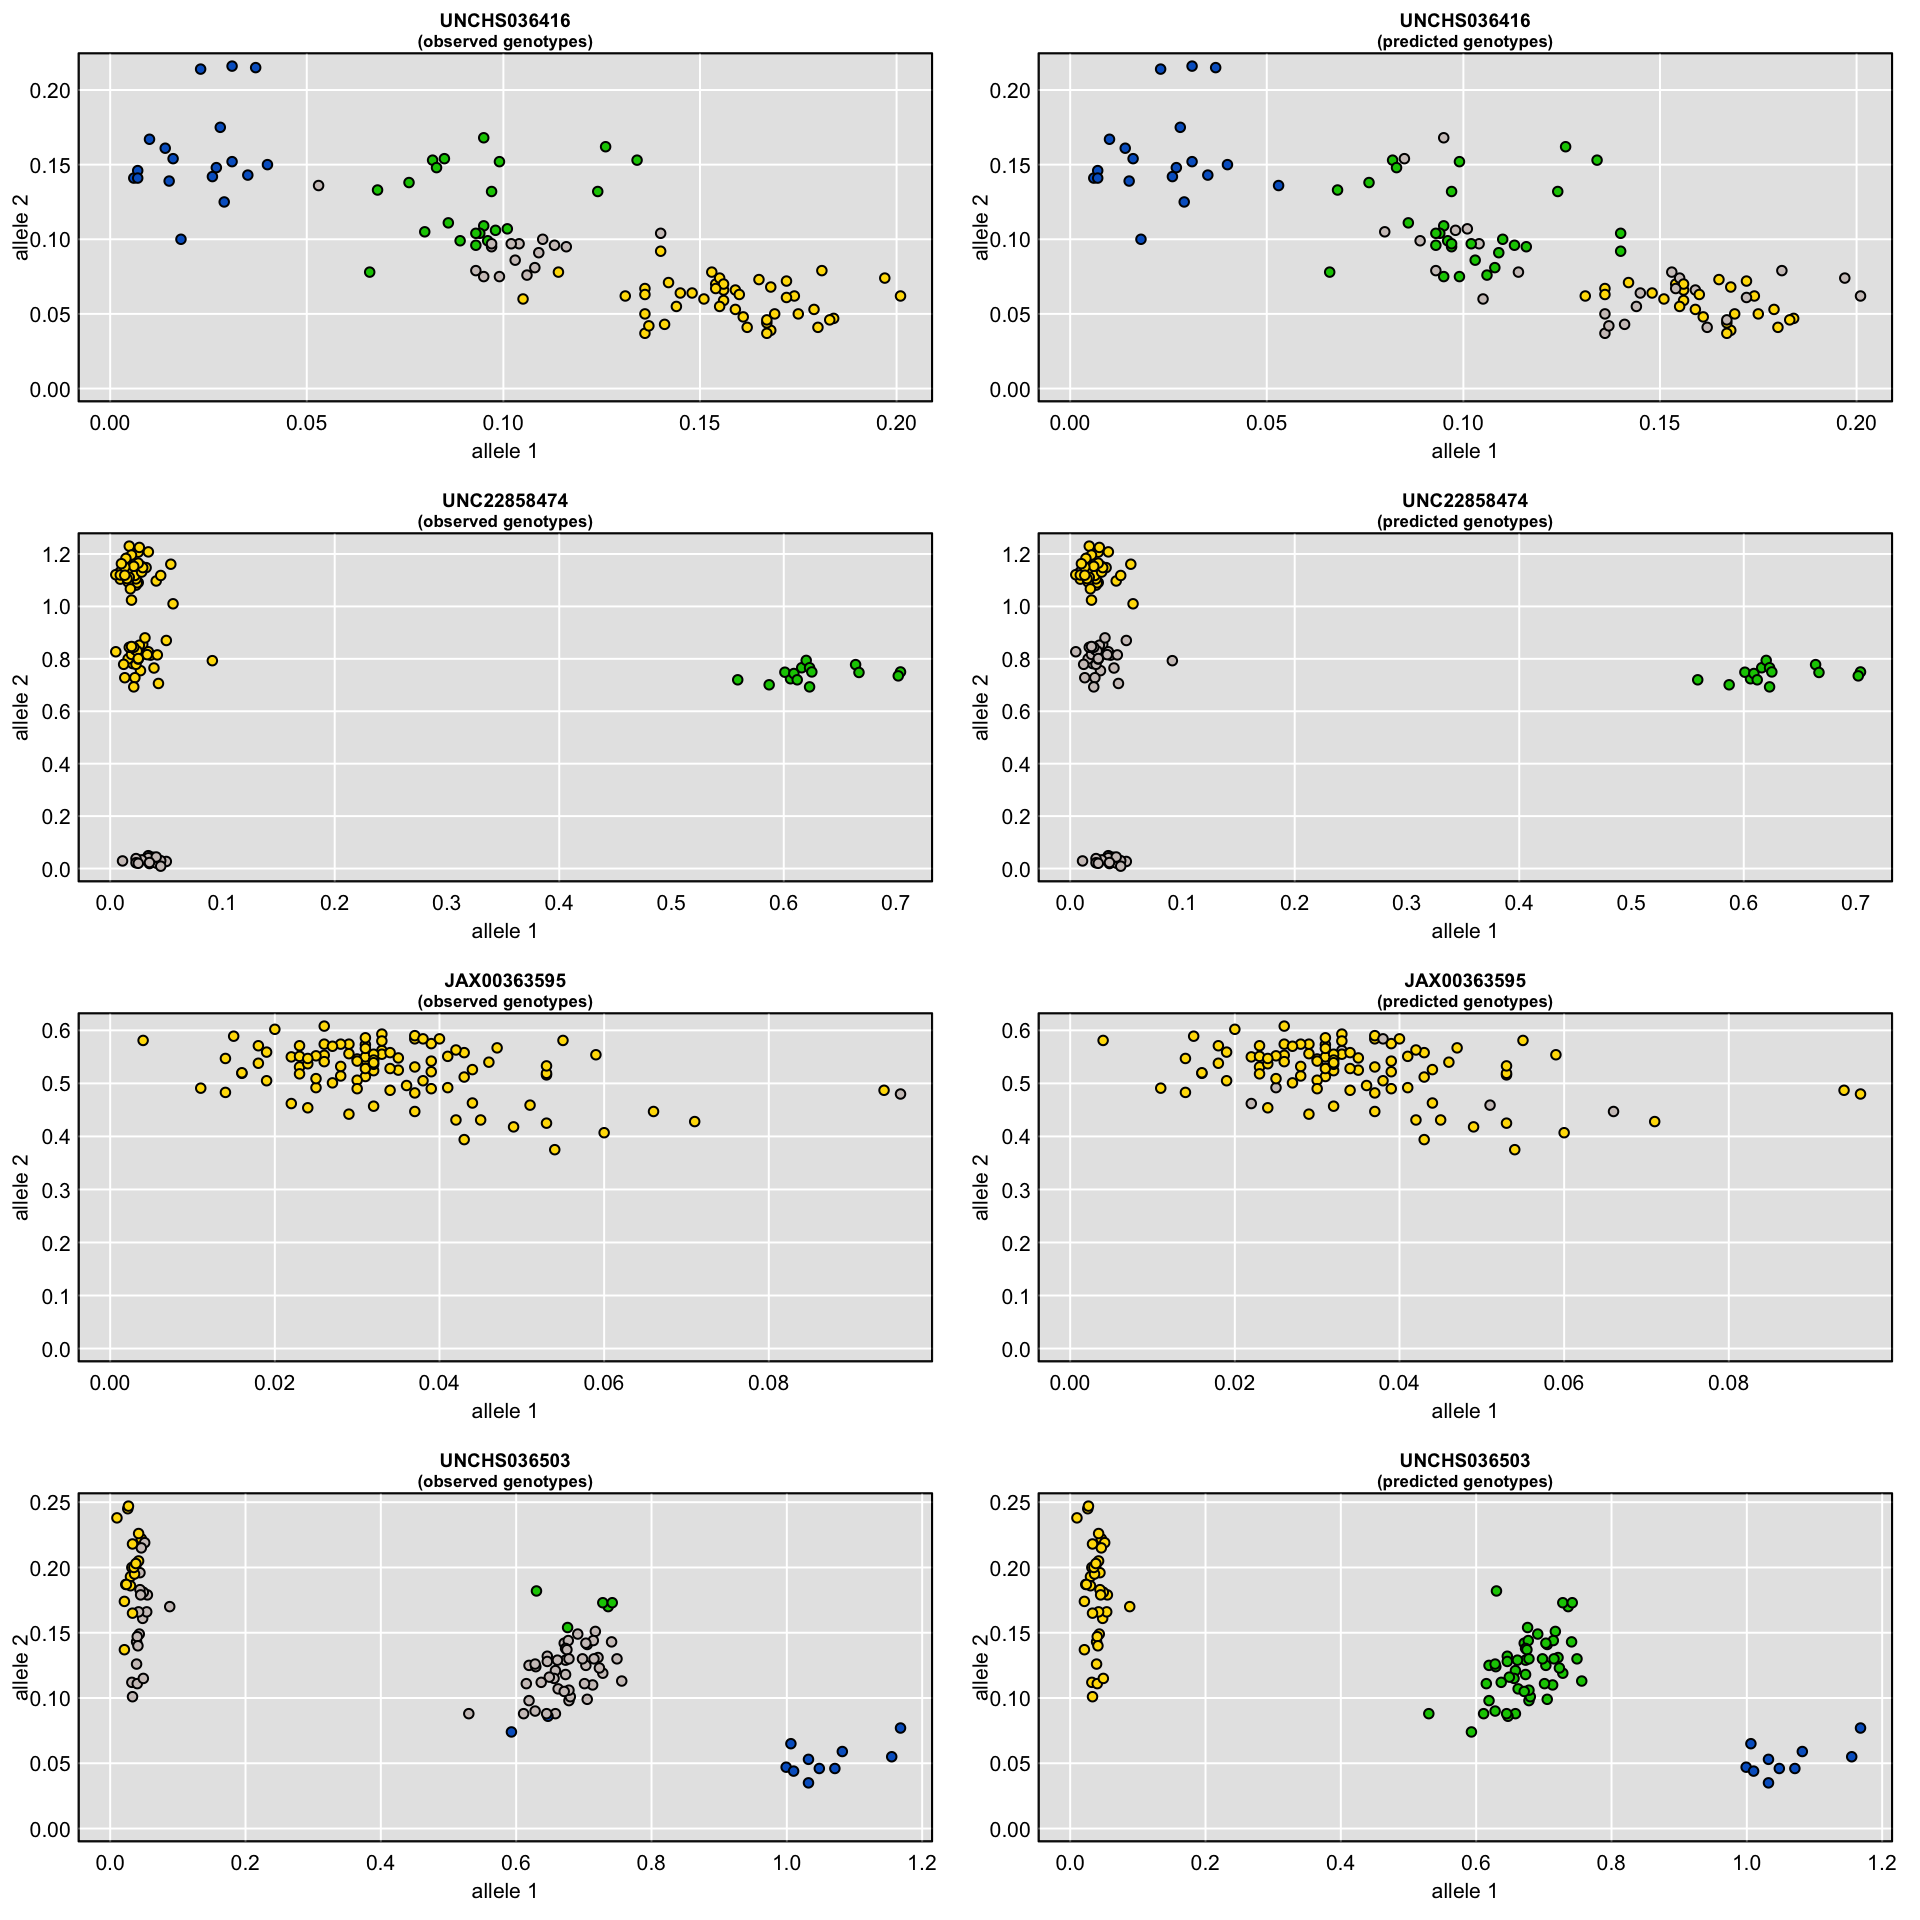 UNCHS036416
(observed genotypes)
allele 2
0.20
0.15
0.10
0.05
0.00
0.00 0.05 0.10 0.15 0.20
allele 1
UNCHS036416
(predicted genotypes)
allele 2
0.20
0.15
0.10
0.05
0.00
0.00 0.05 0.10 0.15 0.20
allele 1
UNC22858474
(observed genotypes)
allele 2
1.2
1.0
0.8
0.6
0.4
0.2
0.0
0.0 0.1 0.2 0.3 0.4 0.5 0.6 0.7
allele 1
UNC22858474
(predicted genotypes)
allele 2
1.2
1.0
0.8
0.6
0.4
0.2
0.0
0.0 0.1 0.2 0.3 0.4 0.5 0.6 0.7
allele 1
JAX00363595
(observed genotypes)
allele 2
0.6
0.5
0.4
0.3
0.2
0.1
0.0
0.00 0.02 0.04 0.06 0.08
allele 1
JAX00363595
(predicted genotypes)
allele 2
0.6
0.5
0.4
0.3
0.2
0.1
0.0
0.00 0.02 0.04 0.06 0.08
allele 1
UNCHS036503
(observed genotypes)
allele 2
0.25
0.20
0.15
0.10
0.05
0.00
0.0 0.2 0.4 0.6 0.8 1.0 1.2
allele 1
UNCHS036503
(predicted genotypes)
allele 2
0.25
0.20
0.15
0.10
0.05
0.00
0.0 0.2 0.4 0.6 0.8 1.0 1.2
allele 1